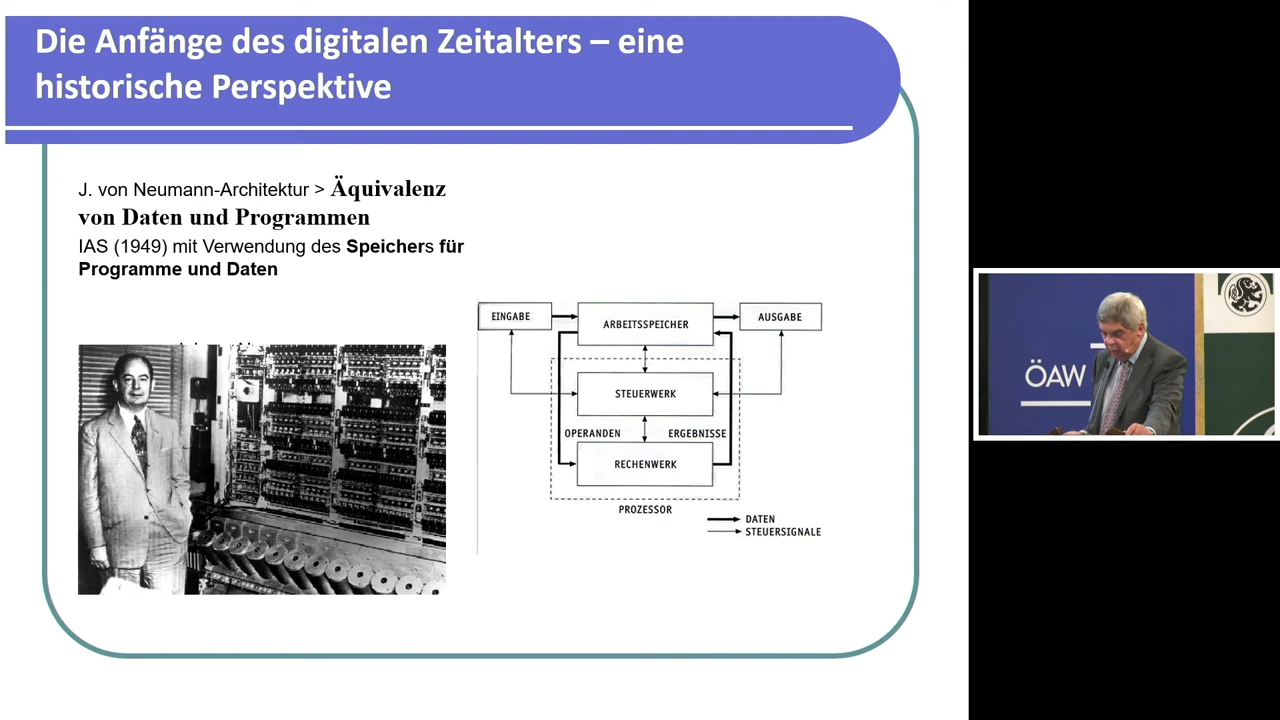 Die Anfänge des digitalen Zeitalters – eine
historische Perspektive
J. von Neumann-Architektur > Äquivalenz
von Daten und Programmen
IAS (1949) mit Verwendung des Speichers für
Programme und Daten
EINGABE
ARBEITSSPEICHER
AUSGABE
STEUERWERK
OPERANDEN
ERGEBNISSE
RECHENWERK
PROZESSOR
DATEN
STEUERSIGNALE
ÖAW